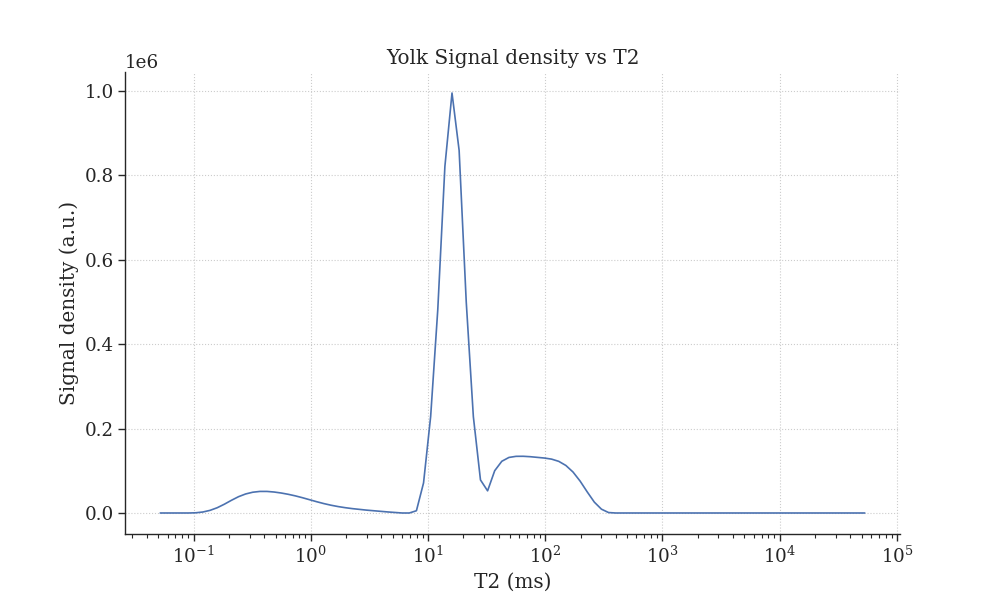 Yolk Signal density vs T2
1e6
1.0
0.8
0.6
0.4
0.2
0.0
Signal density (a.u.)
10⁻¹ 10⁰ 10¹ 10² 10³ 10⁴ 10⁵
T2 (ms)